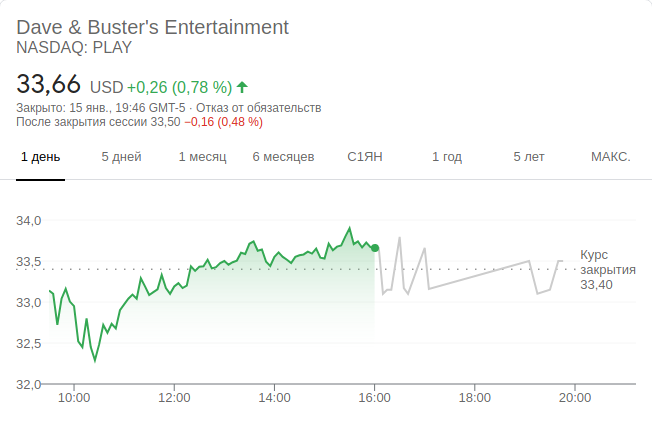 Dave & Buster's Entertainment
NASDAQ: PLAY
33,66 USD +0,26 (0,78 %)
Закрыто: 15 янв., 19:46 GMT-5 · Отказ от обязательств
После закрытия сессии 33,50 −0,16 (0,48 %)
1 день 5 дней 1 месяц 6 месяцев С1ЯН 1 год 5 лет МАКС.
34,0
33,5
33,0
32,5
32,0
Курс
закрытия
33,40
10:00 12:00 14:00 16:00 18:00 20:00